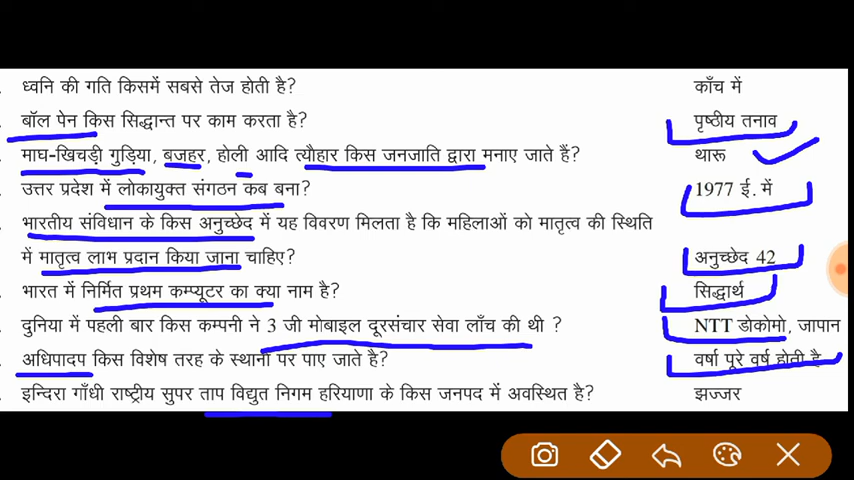 . ध्वनि की गति किसमें सबसे तेज होती है? काँच में
. बॉल पेन किस सिद्धान्त पर काम करता है? पृष्ठीय तनाव
. माघ-खिचड़ी गुड़िया, बजहर, होली आदि त्यौहार किस जनजाति द्वारा मनाए जाते हैं? थारू
. उत्तर प्रदेश में लोकायुक्त संगठन कब बना? 1977 ई. में
. भारतीय संविधान के किस अनुच्छेद में यह विवरण मिलता है कि महिलाओं को मातृत्व की स्थिति
में मातृत्व लाभ प्रदान किया जाना चाहिए? अनुच्छेद 42
. भारत में निर्मित प्रथम कम्प्यूटर का क्या नाम है? सिद्धार्थ
. दुनिया में पहली बार किस कम्पनी ने 3 जी मोबाइल दूरसंचार सेवा लाँच की थी ? NTT डोकोमो, जापान
. अधिपादप किस विशेष तरह के स्थानों पर पाए जाते है? वर्षा पूरे वर्ष होती है
. इन्दिरा गाँधी राष्ट्रीय सुपर ताप विद्युत निगम हरियाणा के किस जनपद में अवस्थित है? झज्जर